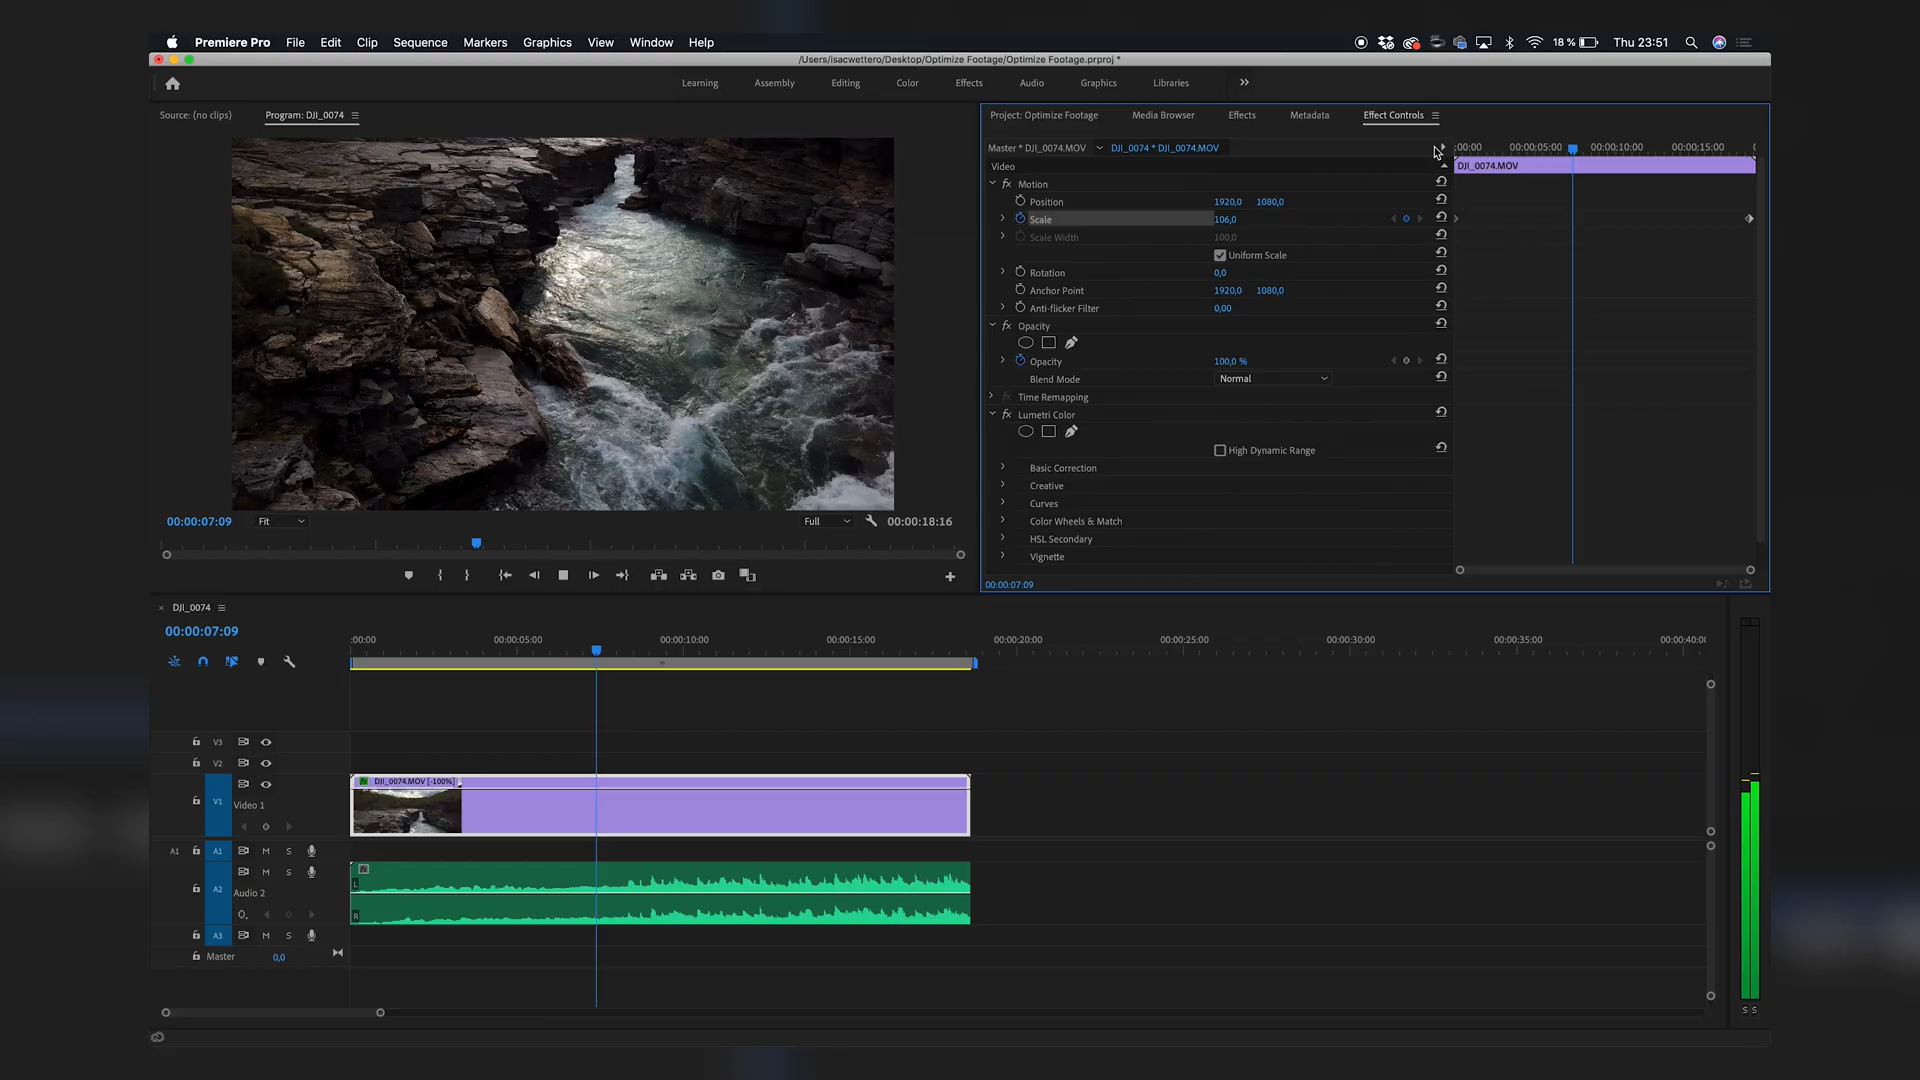 Premiere Pro File Edit Clip Sequence Markers Graphics View Window Help
18 % Thu 23:51
/Users/isacwettero/Desktop/Optimize Footage/Optimize Footage.prproj *
Learning Assembly Editing Color Effects Audio Graphics Libraries
Source: (no clips) Program: DJI_0074
Project: Optimize Footage Media Browser Effects Metadata Effect Controls
Master * DJI_0074.MOV DJI_0074 * DJI_0074.MOV
:00:00 00:00:05:00 00:00:10:00 00:00:15:00
Video
DJI_0074.MOV
fx Motion
Position 1920,0 1080,0
Scale 106,0
Scale Width 100,0
Uniform Scale
Rotation 0,0
Anchor Point 1920,0 1080,0
Anti-flicker Filter 0,00
fx Opacity
Opacity 100,0 %
Blend Mode Normal
fx Time Remapping
fx Lumetri Color
High Dynamic Range
Basic Correction
Creative
Curves
Color Wheels & Match
HSL Secondary
Vignette
00:00:07:09
00:00:07:09 Fit Full 00:00:18:16
DJI_0074
00:00:07:09
:00:00 00:00:05:00 00:00:10:00 00:00:15:00 00:00:20:00 00:00:25:00 00:00:30:00 00:00:35:00 00:00:40:00
V3
V2
fx DJI_0074.MOV [-100%]
V1 Video 1
A1 A1 M S
fx
A2 M S
Audio 2
L
R
A3 M S
Master 0,0
S S